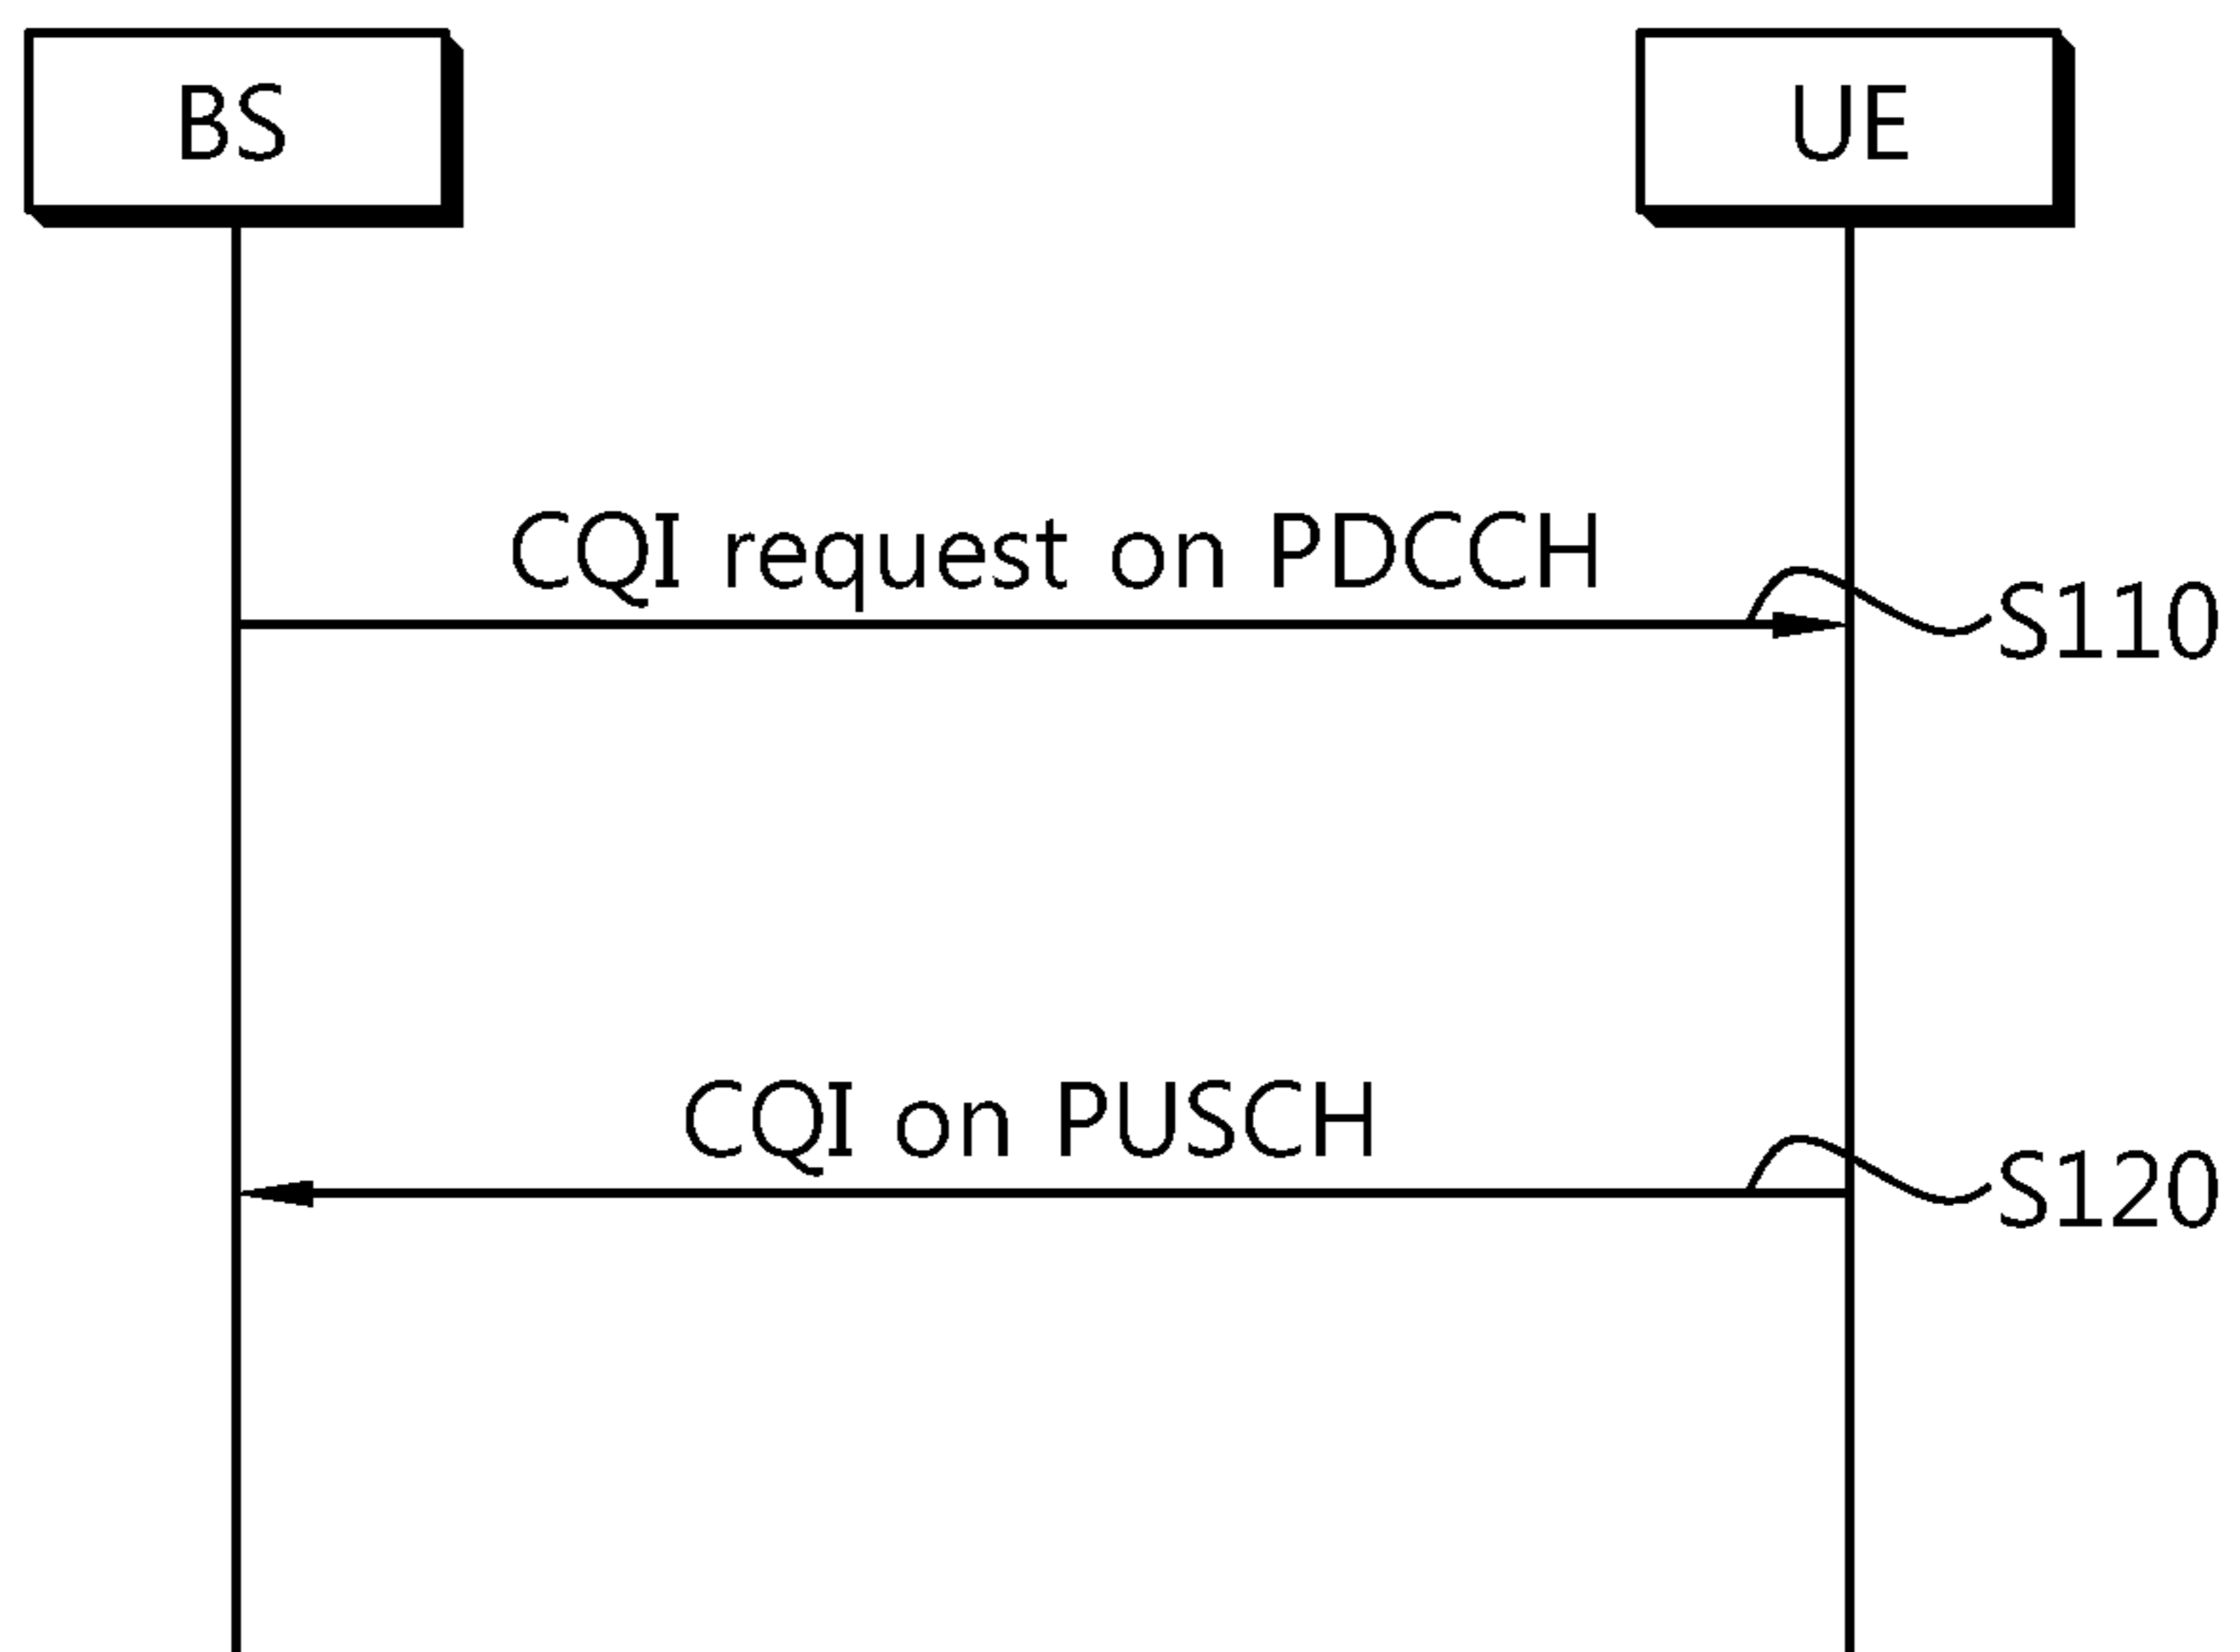 BS
UE
CQI request on PDCCH
S110
CQI on PUSCH
S120